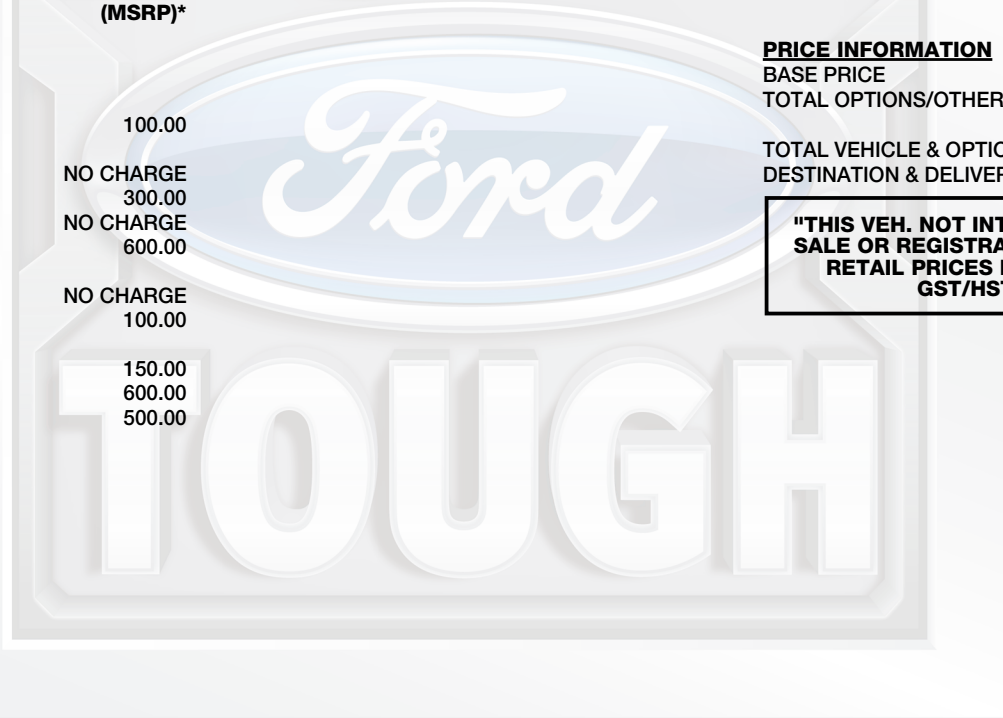 (MSRP)*
100.00
NO CHARGE
300.00
NO CHARGE
600.00
NO CHARGE
100.00
150.00
600.00
500.00
Ford
TOUGH
PRICE INFORMATION
BASE PRICE
TOTAL OPTIONS/OTHER
TOTAL VEHICLE & OPTIO
DESTINATION & DELIVER
"THIS VEH. NOT INT
SALE OR REGISTRA
RETAIL PRICES
GST/HST